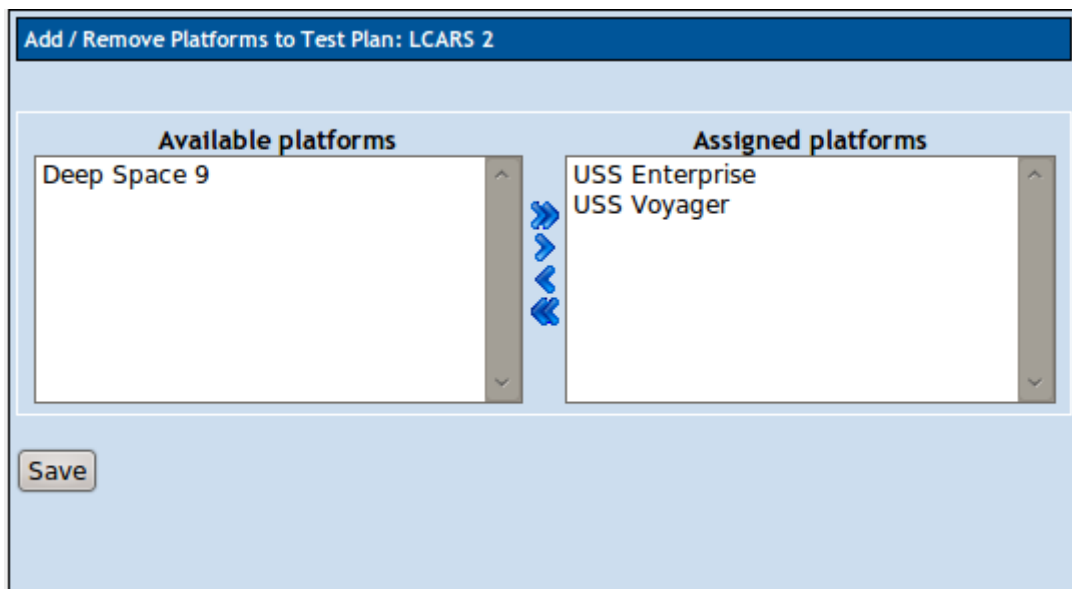 Add / Remove Platforms to Test Plan: LCARS 2
Available platforms
Assigned platforms
Deep Space 9
USS Enterprise
USS Voyager
Save